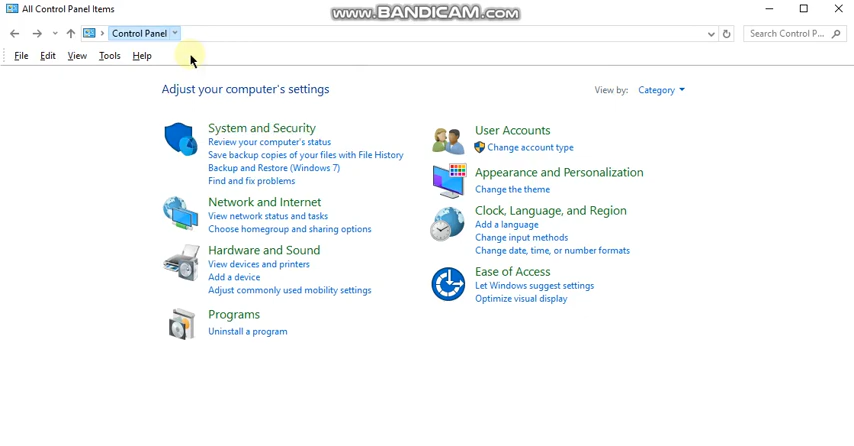 All Control Panel Items
www.BANDICAM.com
Control Panel
Search Control P...
File Edit View Tools Help
Adjust your computer's settings
View by: Category
System and Security
Review your computer's status
Save backup copies of your files with File History
Backup and Restore (Windows 7)
Find and fix problems
Network and Internet
View network status and tasks
Choose homegroup and sharing options
Hardware and Sound
View devices and printers
Add a device
Adjust commonly used mobility settings
Programs
Uninstall a program
User Accounts
Change account type
Appearance and Personalization
Change the theme
Clock, Language, and Region
Add a language
Change input methods
Change date, time, or number formats
Ease of Access
Let Windows suggest settings
Optimize visual display